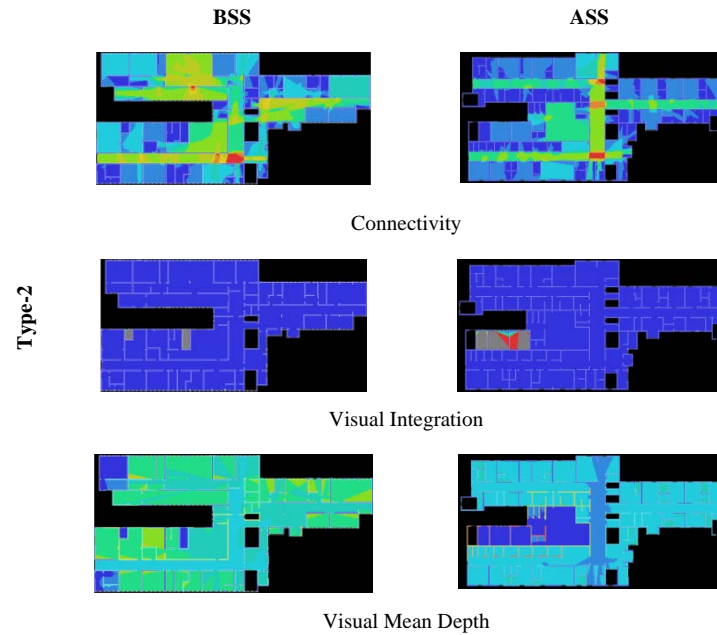 BSS ASS
Connectivity
Type-2
Visual Integration
Visual Mean Depth